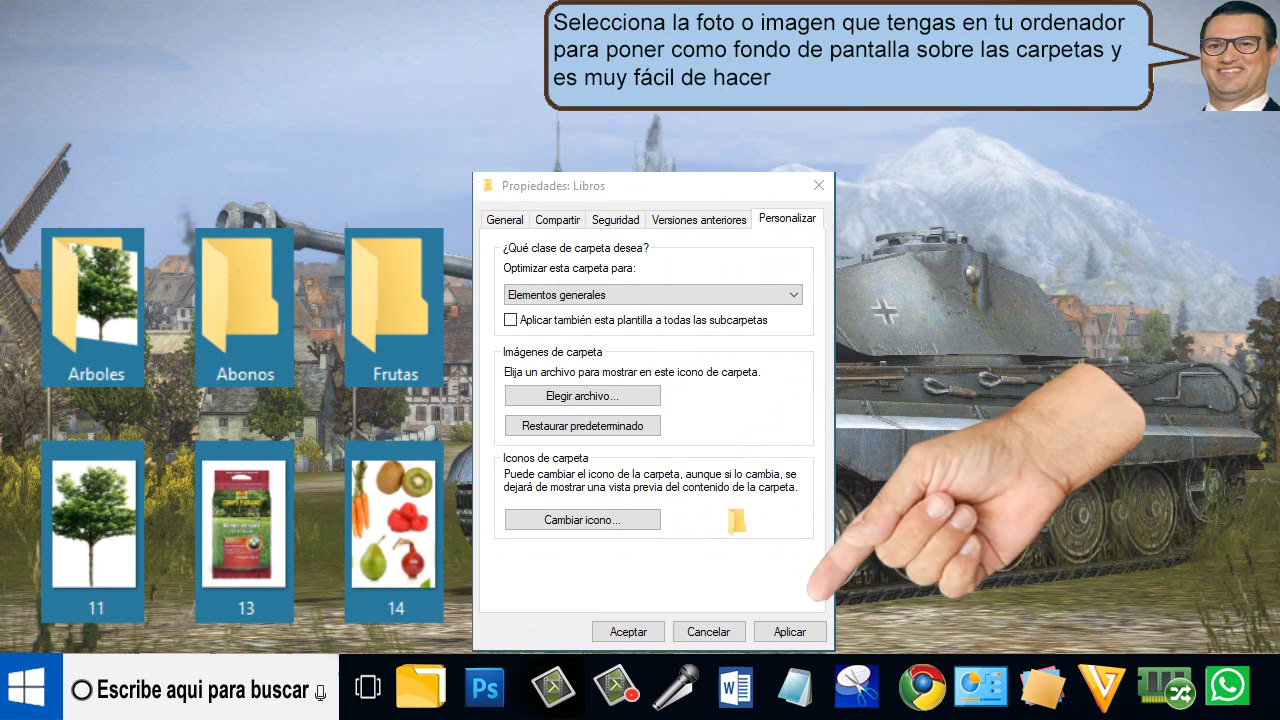 Selecciona la foto o imagen que tengas en tu ordenador
para poner como fondo de pantalla sobre las carpetas y
es muy fácil de hacer
Propiedades: Libros
General Compartir Seguridad Versiones anteriores Personalizar
¿Qué clase de carpeta desea?
Optimizar esta carpeta para:
Elementos generales
Aplicar también esta plantilla a todas las subcarpetas
Imágenes de carpeta
Elija un archivo para mostrar en este icono de carpeta.
Elegir archivo...
Restaurar predeterminado
Iconos de carpeta
Puede cambiar el icono de la carpeta, aunque si lo cambia, se
dejará de mostrar una vista previa del contenido de la carpeta.
Cambiar icono...
Aceptar Cancelar Aplicar
Arboles Abonos Frutas
11 13 14
Escribe aqui para buscar
Ps
W